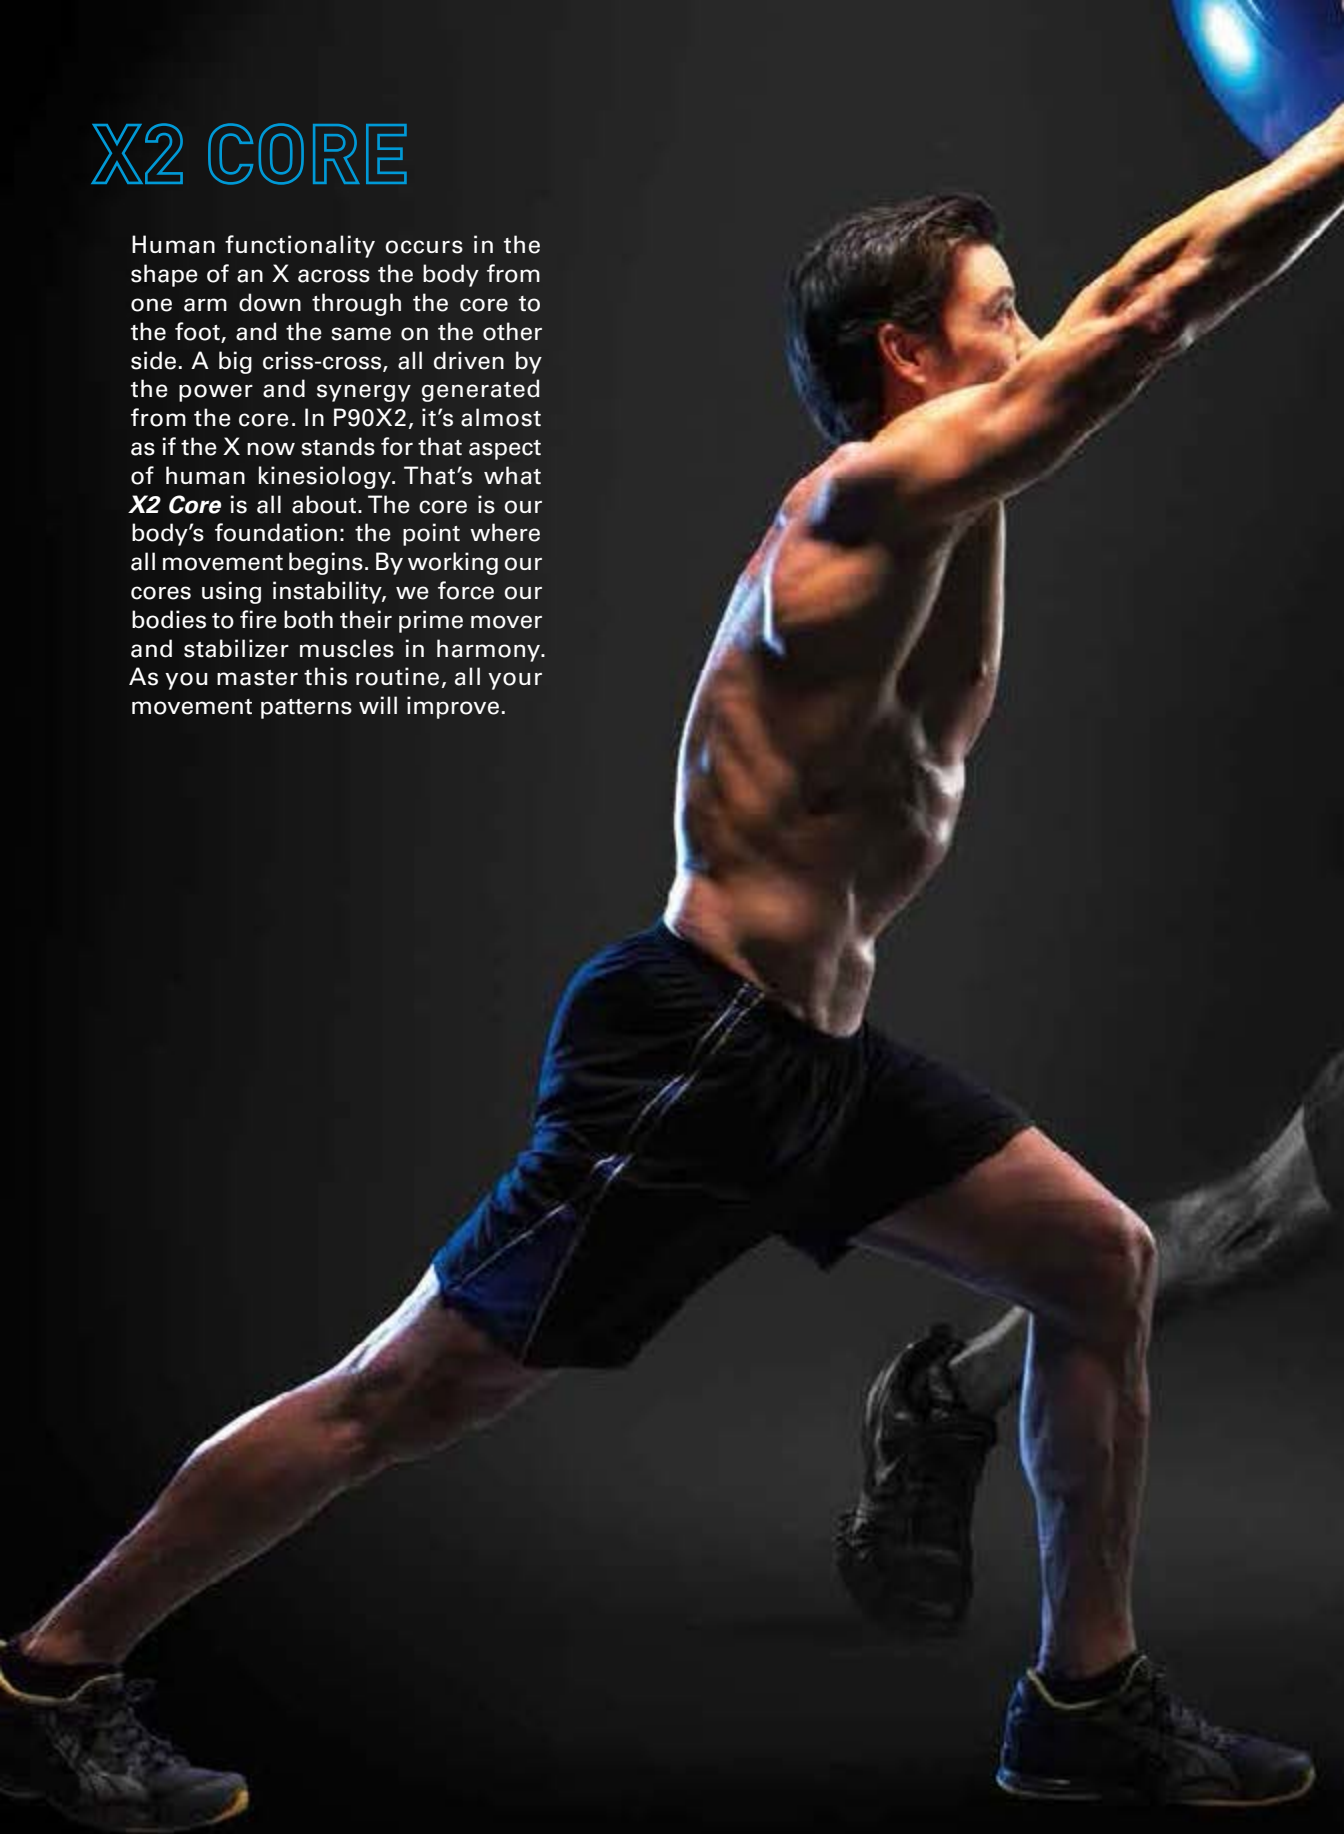 X2 CORE
Human functionality occurs in the
shape of an X across the body from
one arm down through the core to
the foot, and the same on the other
side. A big criss-cross, all driven by
the power and synergy generated
from the core. In P90X2, it’s almost
as if the X now stands for that aspect
of human kinesiology. That’s what
X2 Core is all about. The core is our
body’s foundation: the point where
all movement begins. By working our
cores using instability, we force our
bodies to fire both their prime mover
and stabilizer muscles in harmony.
As you master this routine, all your
movement patterns will improve.